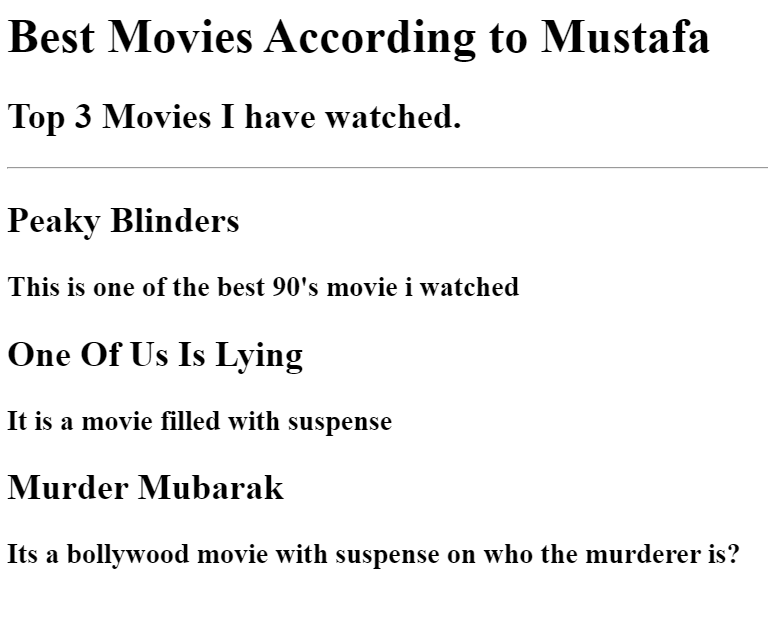 Best Movies According to Mustafa
Top 3 Movies I have watched.
Peaky Blinders
This is one of the best 90's movie i watched
One Of Us Is Lying
It is a movie filled with suspense
Murder Mubarak
Its a bollywood movie with suspense on who the murderer is?